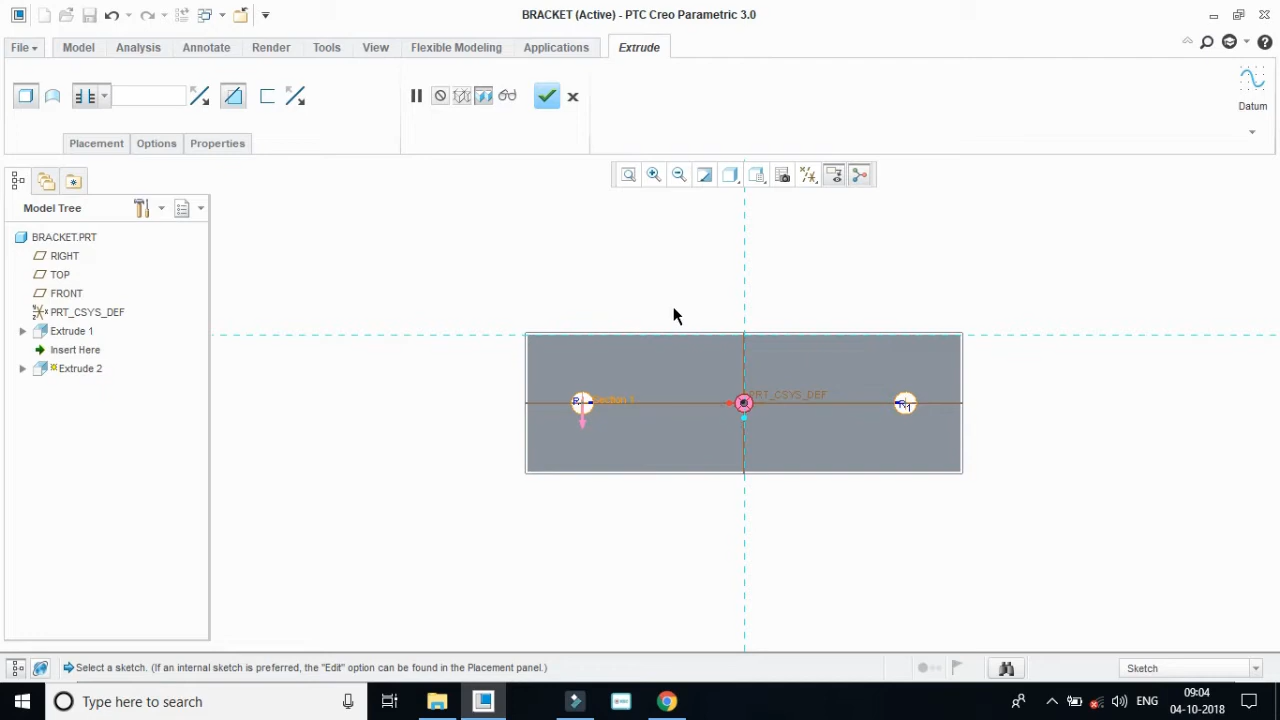 BRACKET (Active) - PTC Creo Parametric 3.0
File Model Analysis Annotate Render Tools View Flexible Modeling Applications Extrude
Datum
Placement Options Properties
Model Tree
BRACKET.PRT
RIGHT
TOP
FRONT
PRT_CSYS_DEF
Extrude 1
Insert Here
Extrude 2
PRT_CSYS_DEF
Section 1
Select a sketch. (If an internal sketch is preferred, the "Edit" option can be found in the Placement panel.)
Sketch
Type here to search
ENG
09:04
04-10-2018